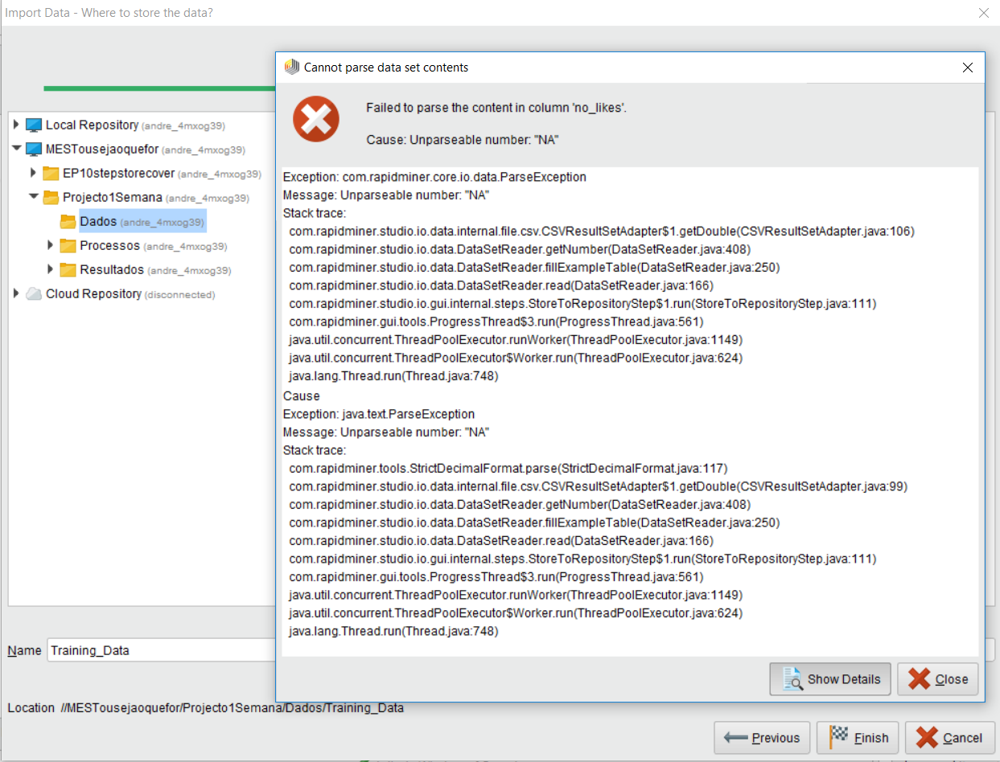 Import Data - Where to store the data?
Cannot parse data set contents
Failed to parse the content in column 'no_likes'.
Cause: Unparseable number: "NA"
Local Repository (andre_4mxog39)
MESTousejaoquefor (andre_4mxog39)
EP10stepstorecover (andre_4mxog39)
Projecto1Semana (andre_4mxog39)
Dados (andre_4mxog39)
Processos (andre_4mxog39)
Resultados (andre_4mxog39)
Cloud Repository (disconnected)
Exception: com.rapidminer.core.io.data.ParseException
Message: Unparseable number: "NA"
Stack trace:
com.rapidminer.studio.io.data.internal.file.csv.CSVResultSetAdapter$1.getDouble(CSVResultSetAdapter.java:106)
com.rapidminer.studio.io.data.DataSetReader.getNumber(DataSetReader.java:408)
com.rapidminer.studio.io.data.DataSetReader.fillExampleTable(DataSetReader.java:250)
com.rapidminer.studio.io.data.DataSetReader.read(DataSetReader.java:166)
com.rapidminer.studio.io.gui.internal.steps.StoreToRepositoryStep$1.run(StoreToRepositoryStep.java:111)
com.rapidminer.gui.tools.ProgressThread$3.run(ProgressThread.java:561)
java.util.concurrent.ThreadPoolExecutor.runWorker(ThreadPoolExecutor.java:1149)
java.util.concurrent.ThreadPoolExecutor$Worker.run(ThreadPoolExecutor.java:624)
java.lang.Thread.run(Thread.java:748)
Cause
Exception: java.text.ParseException
Message: Unparseable number: "NA"
Stack trace:
com.rapidminer.tools.StrictDecimalFormat.parse(StrictDecimalFormat.java:117)
com.rapidminer.studio.io.data.internal.file.csv.CSVResultSetAdapter$1.getDouble(CSVResultSetAdapter.java:99)
com.rapidminer.studio.io.data.DataSetReader.getNumber(DataSetReader.java:408)
com.rapidminer.studio.io.data.DataSetReader.fillExampleTable(DataSetReader.java:250)
com.rapidminer.studio.io.data.DataSetReader.read(DataSetReader.java:166)
com.rapidminer.studio.io.gui.internal.steps.StoreToRepositoryStep$1.run(StoreToRepositoryStep.java:111)
com.rapidminer.gui.tools.ProgressThread$3.run(ProgressThread.java:561)
java.util.concurrent.ThreadPoolExecutor.runWorker(ThreadPoolExecutor.java:1149)
java.util.concurrent.ThreadPoolExecutor$Worker.run(ThreadPoolExecutor.java:624)
java.lang.Thread.run(Thread.java:748)
Show Details
Close
Name Training_Data
Location //MESTousejaoquefor/Projecto1Semana/Dados/Training_Data
Previous
Finish
Cancel